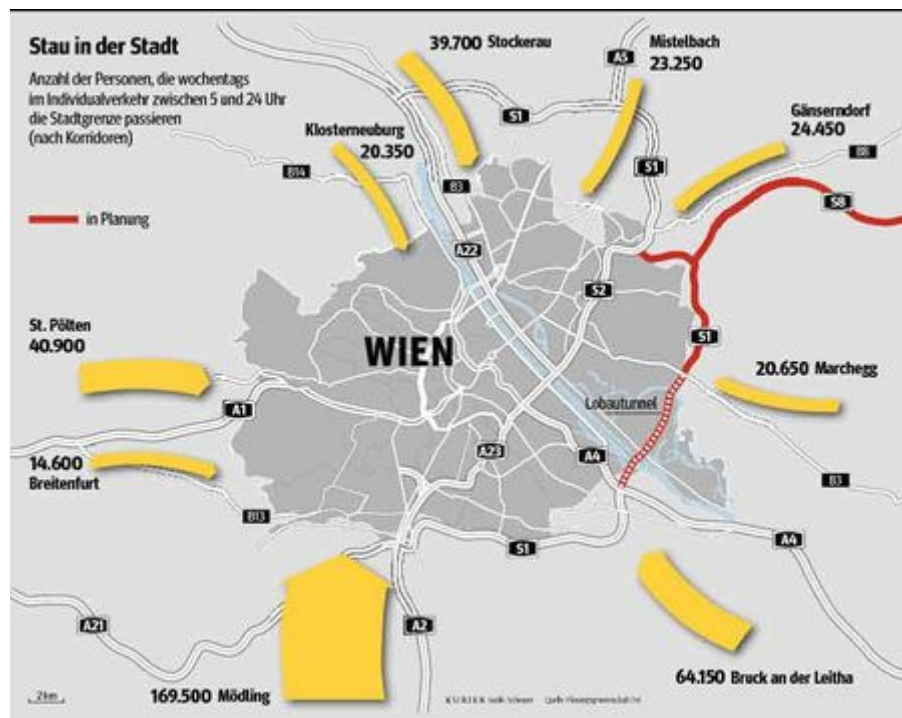 Stau in der Stadt
Anzahl der Personen, die wochentags
im Individualverkehr zwischen 5 und 24 Uhr
die Stadtgrenze passieren
(nach Korridoren)
in Planung
39.700 Stockerau
Mistelbach
23.250
Gänserndorf
24.450
Klosterneuburg
20.350
A5
S1
B14
B3
S1
B8
S8
A22
S2
S1
St. Pölten
40.900
WIEN
20.650 Marchegg
Lobautunnel
A1
A23
A4
14.600
Breitenfurt
B3
B13
S1
A4
A21
A2
64.150 Bruck an der Leitha
169.500 Mödling
2 km
KURIER